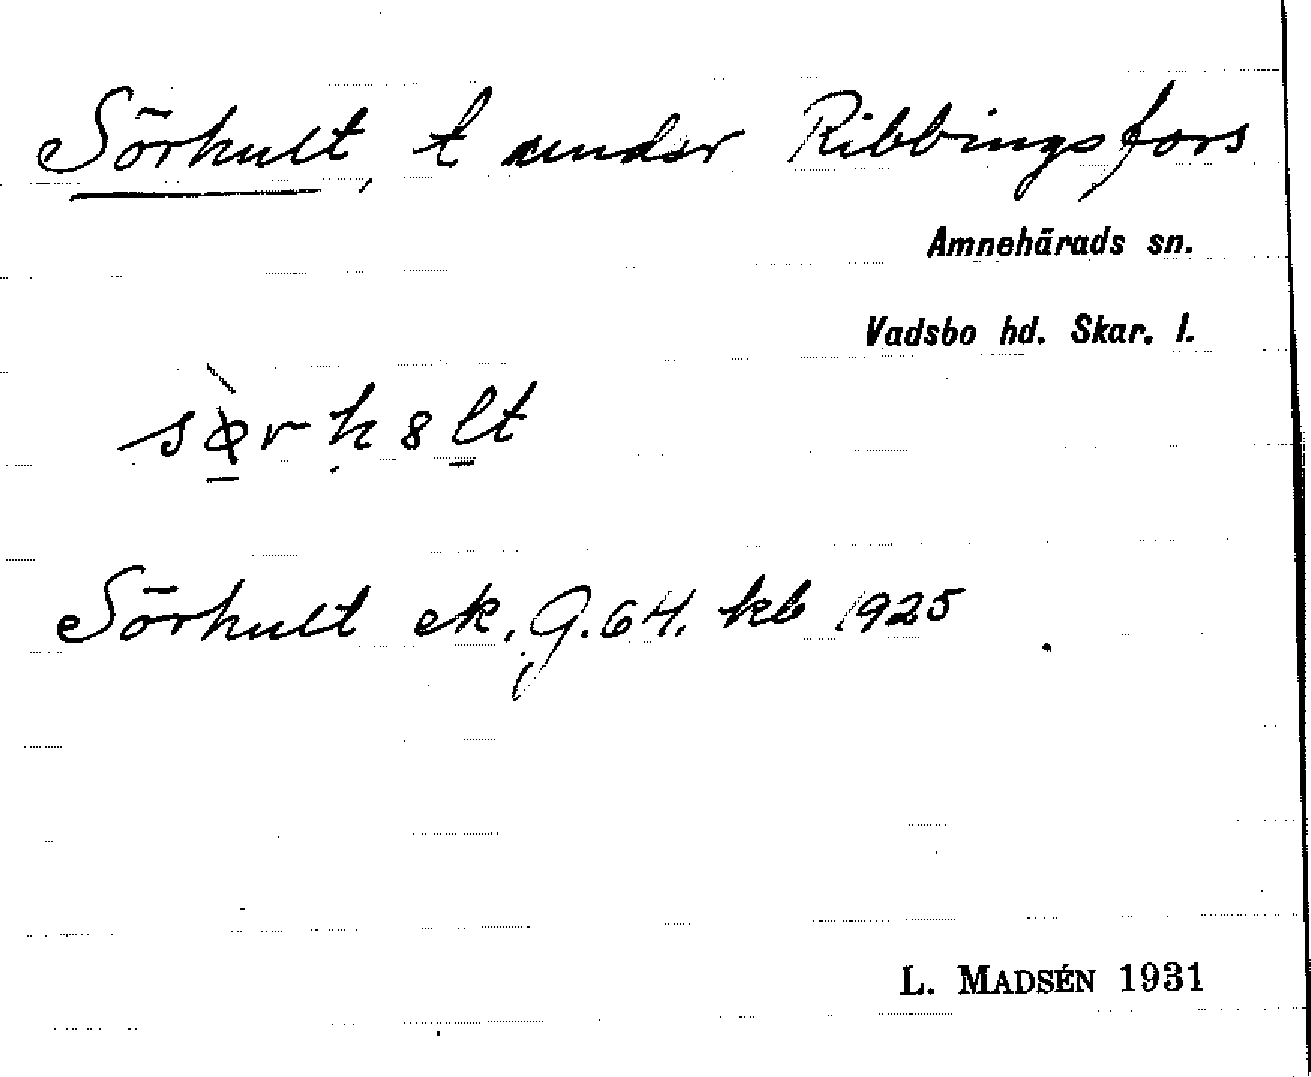 Sörhult, t under Ribbingsfors
Amnehärads sn.
Vadsbo hd. Skar. l.
Sörhult ek. J. 64. kb 1925
L. MADSÉN 1931